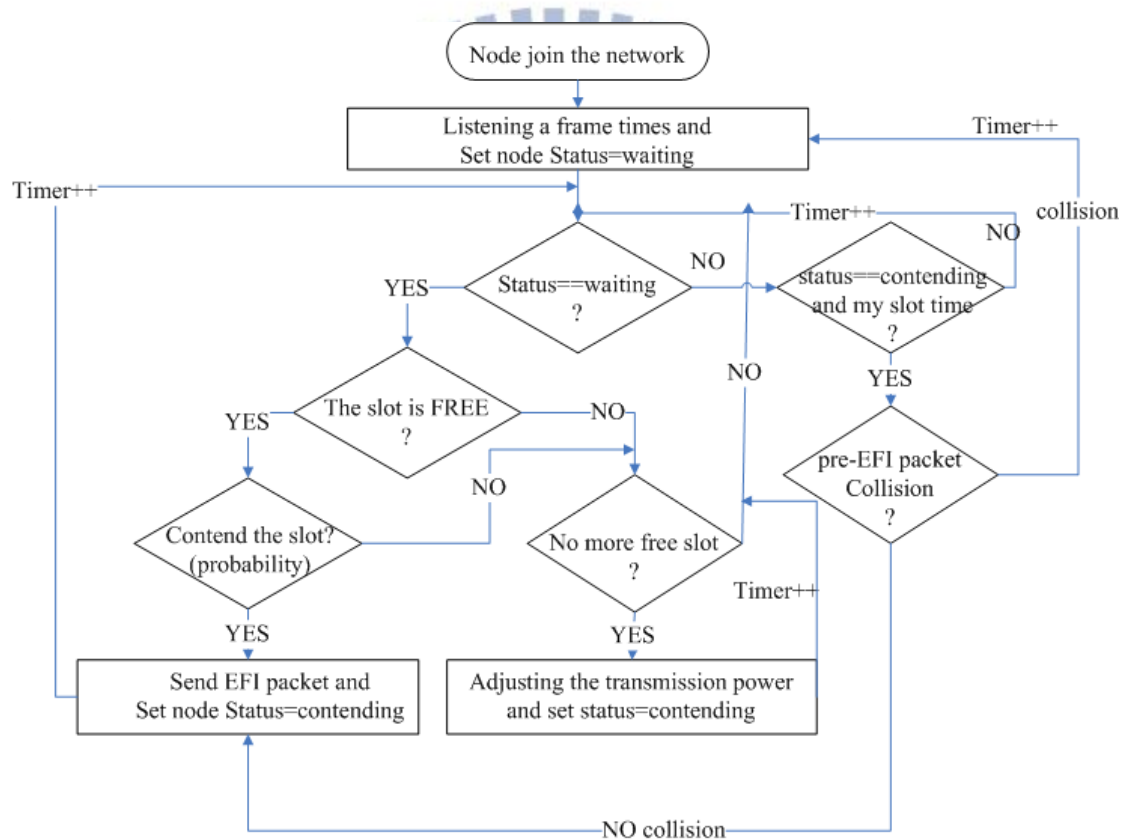 Node join the network
Listening a frame times and
Set node Status=waiting
Timer++
Timer++
Timer++
collision
NO
Status==waiting
?
NO
status==contending
and my slot time
?
YES
YES
The slot is FREE
?
NO
NO
YES
pre-EFI packet
Collision
?
NO
Contend the slot?
(probability)
No more free slot
?
Timer++
YES
YES
Send EFI packet and
Set node Status=contending
Adjusting the transmission power
and set status=contending
NO collision